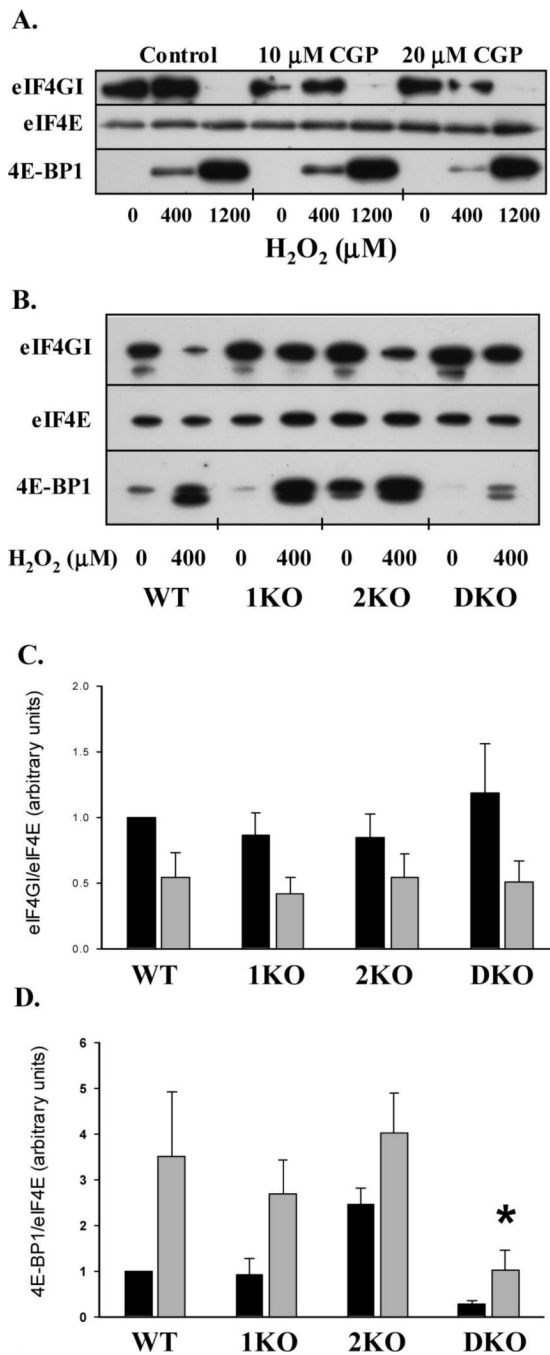 A.
Control 10 µM CGP 20 µM CGP
eIF4GI
eIF4E
4E-BP1
0 400 1200 0 400 1200 0 400 1200
H₂O₂ (µM)
B.
eIF4GI
eIF4E
4E-BP1
H₂O₂ (µM) 0 400 0 400 0 400 0 400
WT 1KO 2KO DKO
C.
eIF4GI/eIF4E (arbitrary units)
2.0
1.5
1.0
0.5
0.0
WT 1KO 2KO DKO
D.
4E-BP1/eIF4E (arbitrary units)
6
5
4
3
2
1
0
*
WT 1KO 2KO DKO